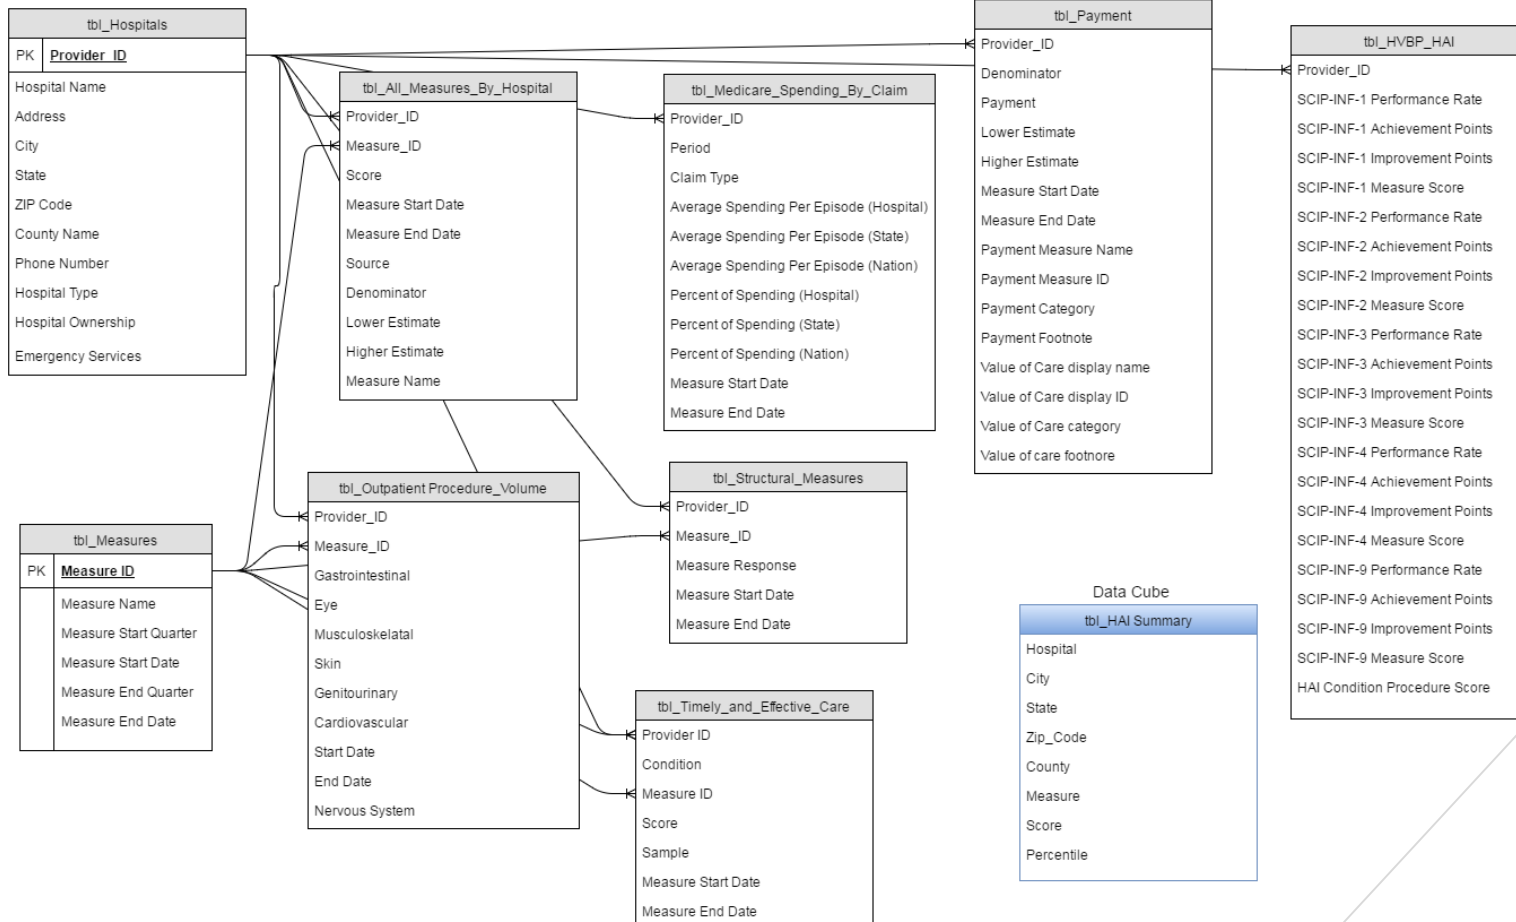 tbl_Hospitals
PK Provider_ID
Hospital Name
Address
City
State
ZIP Code
County Name
Phone Number
Hospital Type
Hospital Ownership
Emergency Services
tbl_All_Measures_By_Hospital
Provider_ID
Measure_ID
Score
Measure Start Date
Measure End Date
Source
Denominator
Lower Estimate
Higher Estimate
Measure Name
tbl_Medicare_Spending_By_Claim
Provider_ID
Period
Claim Type
Average Spending Per Episode (Hospital)
Average Spending Per Episode (State)
Average Spending Per Episode (Nation)
Percent of Spending (Hospital)
Percent of Spending (State)
Percent of Spending (Nation)
Measure Start Date
Measure End Date
tbl_Payment
Provider_ID
Denominator
Payment
Lower Estimate
Higher Estimate
Measure Start Date
Measure End Date
Payment Measure Name
Payment Measure ID
Payment Category
Payment Footnote
Value of Care display name
Value of Care display ID
Value of Care category
Value of care footnore
tbl_HVBP_HAI
Provider_ID
SCIP-INF-1 Performance Rate
SCIP-INF-1 Achievement Points
SCIP-INF-1 Improvement Points
SCIP-INF-1 Measure Score
SCIP-INF-2 Performance Rate
SCIP-INF-2 Achievement Points
SCIP-INF-2 Improvement Points
SCIP-INF-2 Measure Score
SCIP-INF-3 Performance Rate
SCIP-INF-3 Achievement Points
SCIP-INF-3 Improvement Points
SCIP-INF-3 Measure Score
SCIP-INF-4 Performance Rate
SCIP-INF-4 Achievement Points
SCIP-INF-4 Improvement Points
SCIP-INF-4 Measure Score
SCIP-INF-9 Performance Rate
SCIP-INF-9 Achievement Points
SCIP-INF-9 Improvement Points
SCIP-INF-9 Measure Score
HAI Condition Procedure Score
tbl_Measures
PK Measure ID
Measure Name
Measure Start Quarter
Measure Start Date
Measure End Quarter
Measure End Date
tbl_Outpatient Procedure_Volume
Provider_ID
Measure_ID
Gastrointestinal
Eye
Musculoskelatal
Skin
Genitourinary
Cardiovascular
Start Date
End Date
Nervous System
tbl_Structural_Measures
Provider_ID
Measure_ID
Measure Response
Measure Start Date
Measure End Date
tbl_Timely_and_Effective_Care
Provider ID
Condition
Measure ID
Score
Sample
Measure Start Date
Measure End Date
Data Cube
tbl_HAI Summary
Hospital
City
State
Zip_Code
County
Measure
Score
Percentile